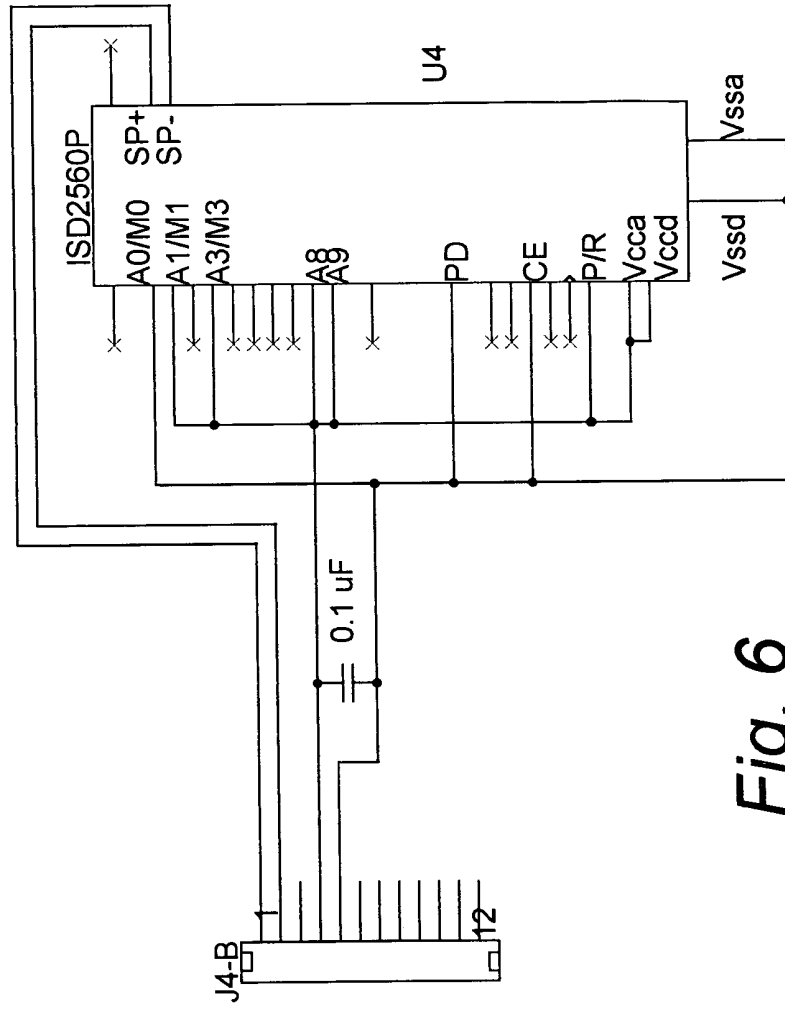 ISD2560P
U4
A0/M0
SP+
A1/M1
SP-
A3/M3
A8
A9
PD
CE
P/R
Vcca
Vccd
Vssd
Vssa
0.1 uF
J4-B
1
12
Fig. 6